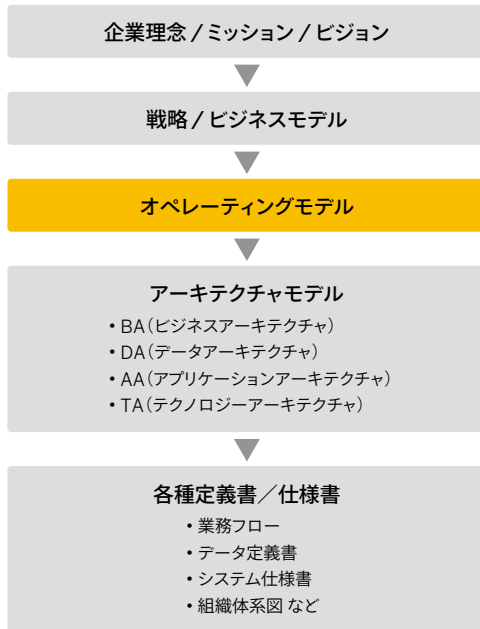 企業理念 / ミッション / ビジョン
戦略 / ビジネスモデル
オペレーティングモデル
アーキテクチャモデル
• BA(ビジネスアーキテクチャ)
• DA(データアーキテクチャ)
• AA(アプリケーションアーキテクチャ)
• TA(テクノロジーアーキテクチャ)
各種定義書／仕様書
• 業務フロー
• データ定義書
• システム仕様書
• 組織体系図 など